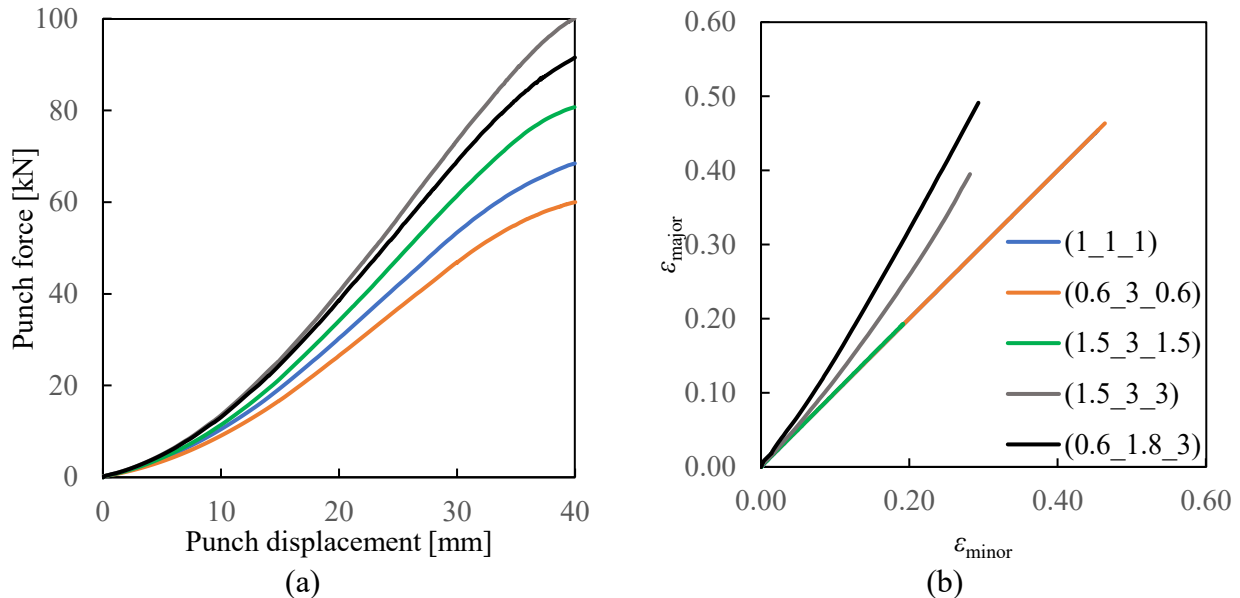 100
80
60
40
20
0
Punch force [kN]
0 10 20 30 40
Punch displacement [mm]
(a)
0.60
0.50
0.40
0.30
0.20
0.10
0.00
εmajor
0.00 0.20 0.40 0.60
εminor
(1_1_1)
(0.6_3_0.6)
(1.5_3_1.5)
(1.5_3_3)
(0.6_1.8_3)
(b)